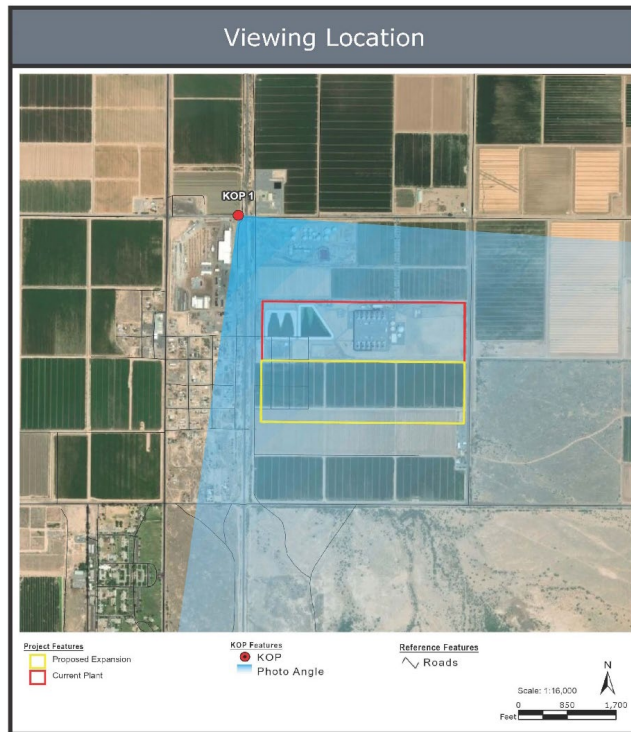 Viewing Location
KOP 1
Project Features
Proposed Expansion
Current Plant
KOP Features
KOP
Photo Angle
Reference Features
Roads
N
Scale: 1:16,000
0 850 1,700
Feet